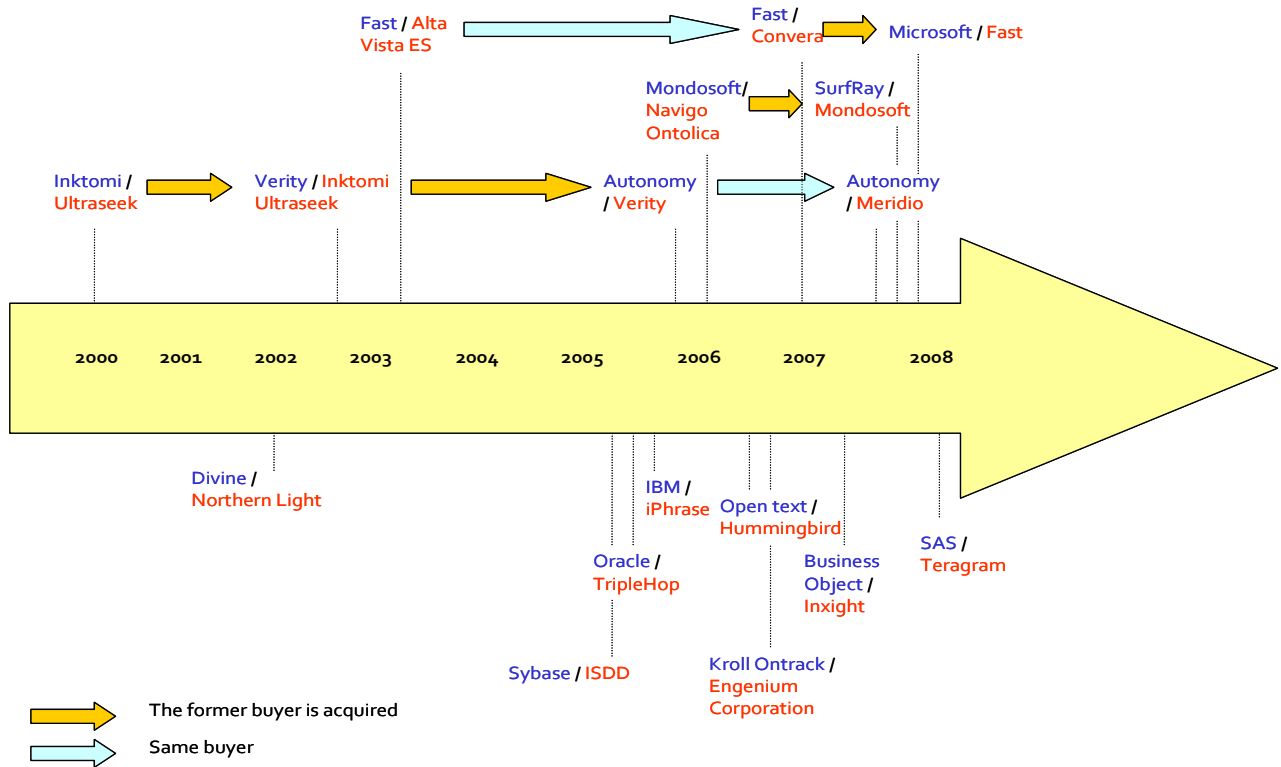 Fast / Alta
Vista ES
Fast /
Convera
Microsoft / Fast
Mondosoft/
Navigo
Ontolica
SurfRay /
Mondosoft
Inktomi /
Ultraseek
Verity / Inktomi
Ultraseek
Autonomy
/ Verity
Autonomy
/ Meridio
2000 2001 2002 2003 2004 2005 2006 2007 2008
Divine /
Northern Light
IBM /
iPhrase
Open text /
Hummingbird
Oracle /
TripleHop
Business
Object /
Inxight
SAS /
Teragram
Sybase / ISDD
Kroll Ontrack /
Engenium
Corporation
The former buyer is acquired
Same buyer